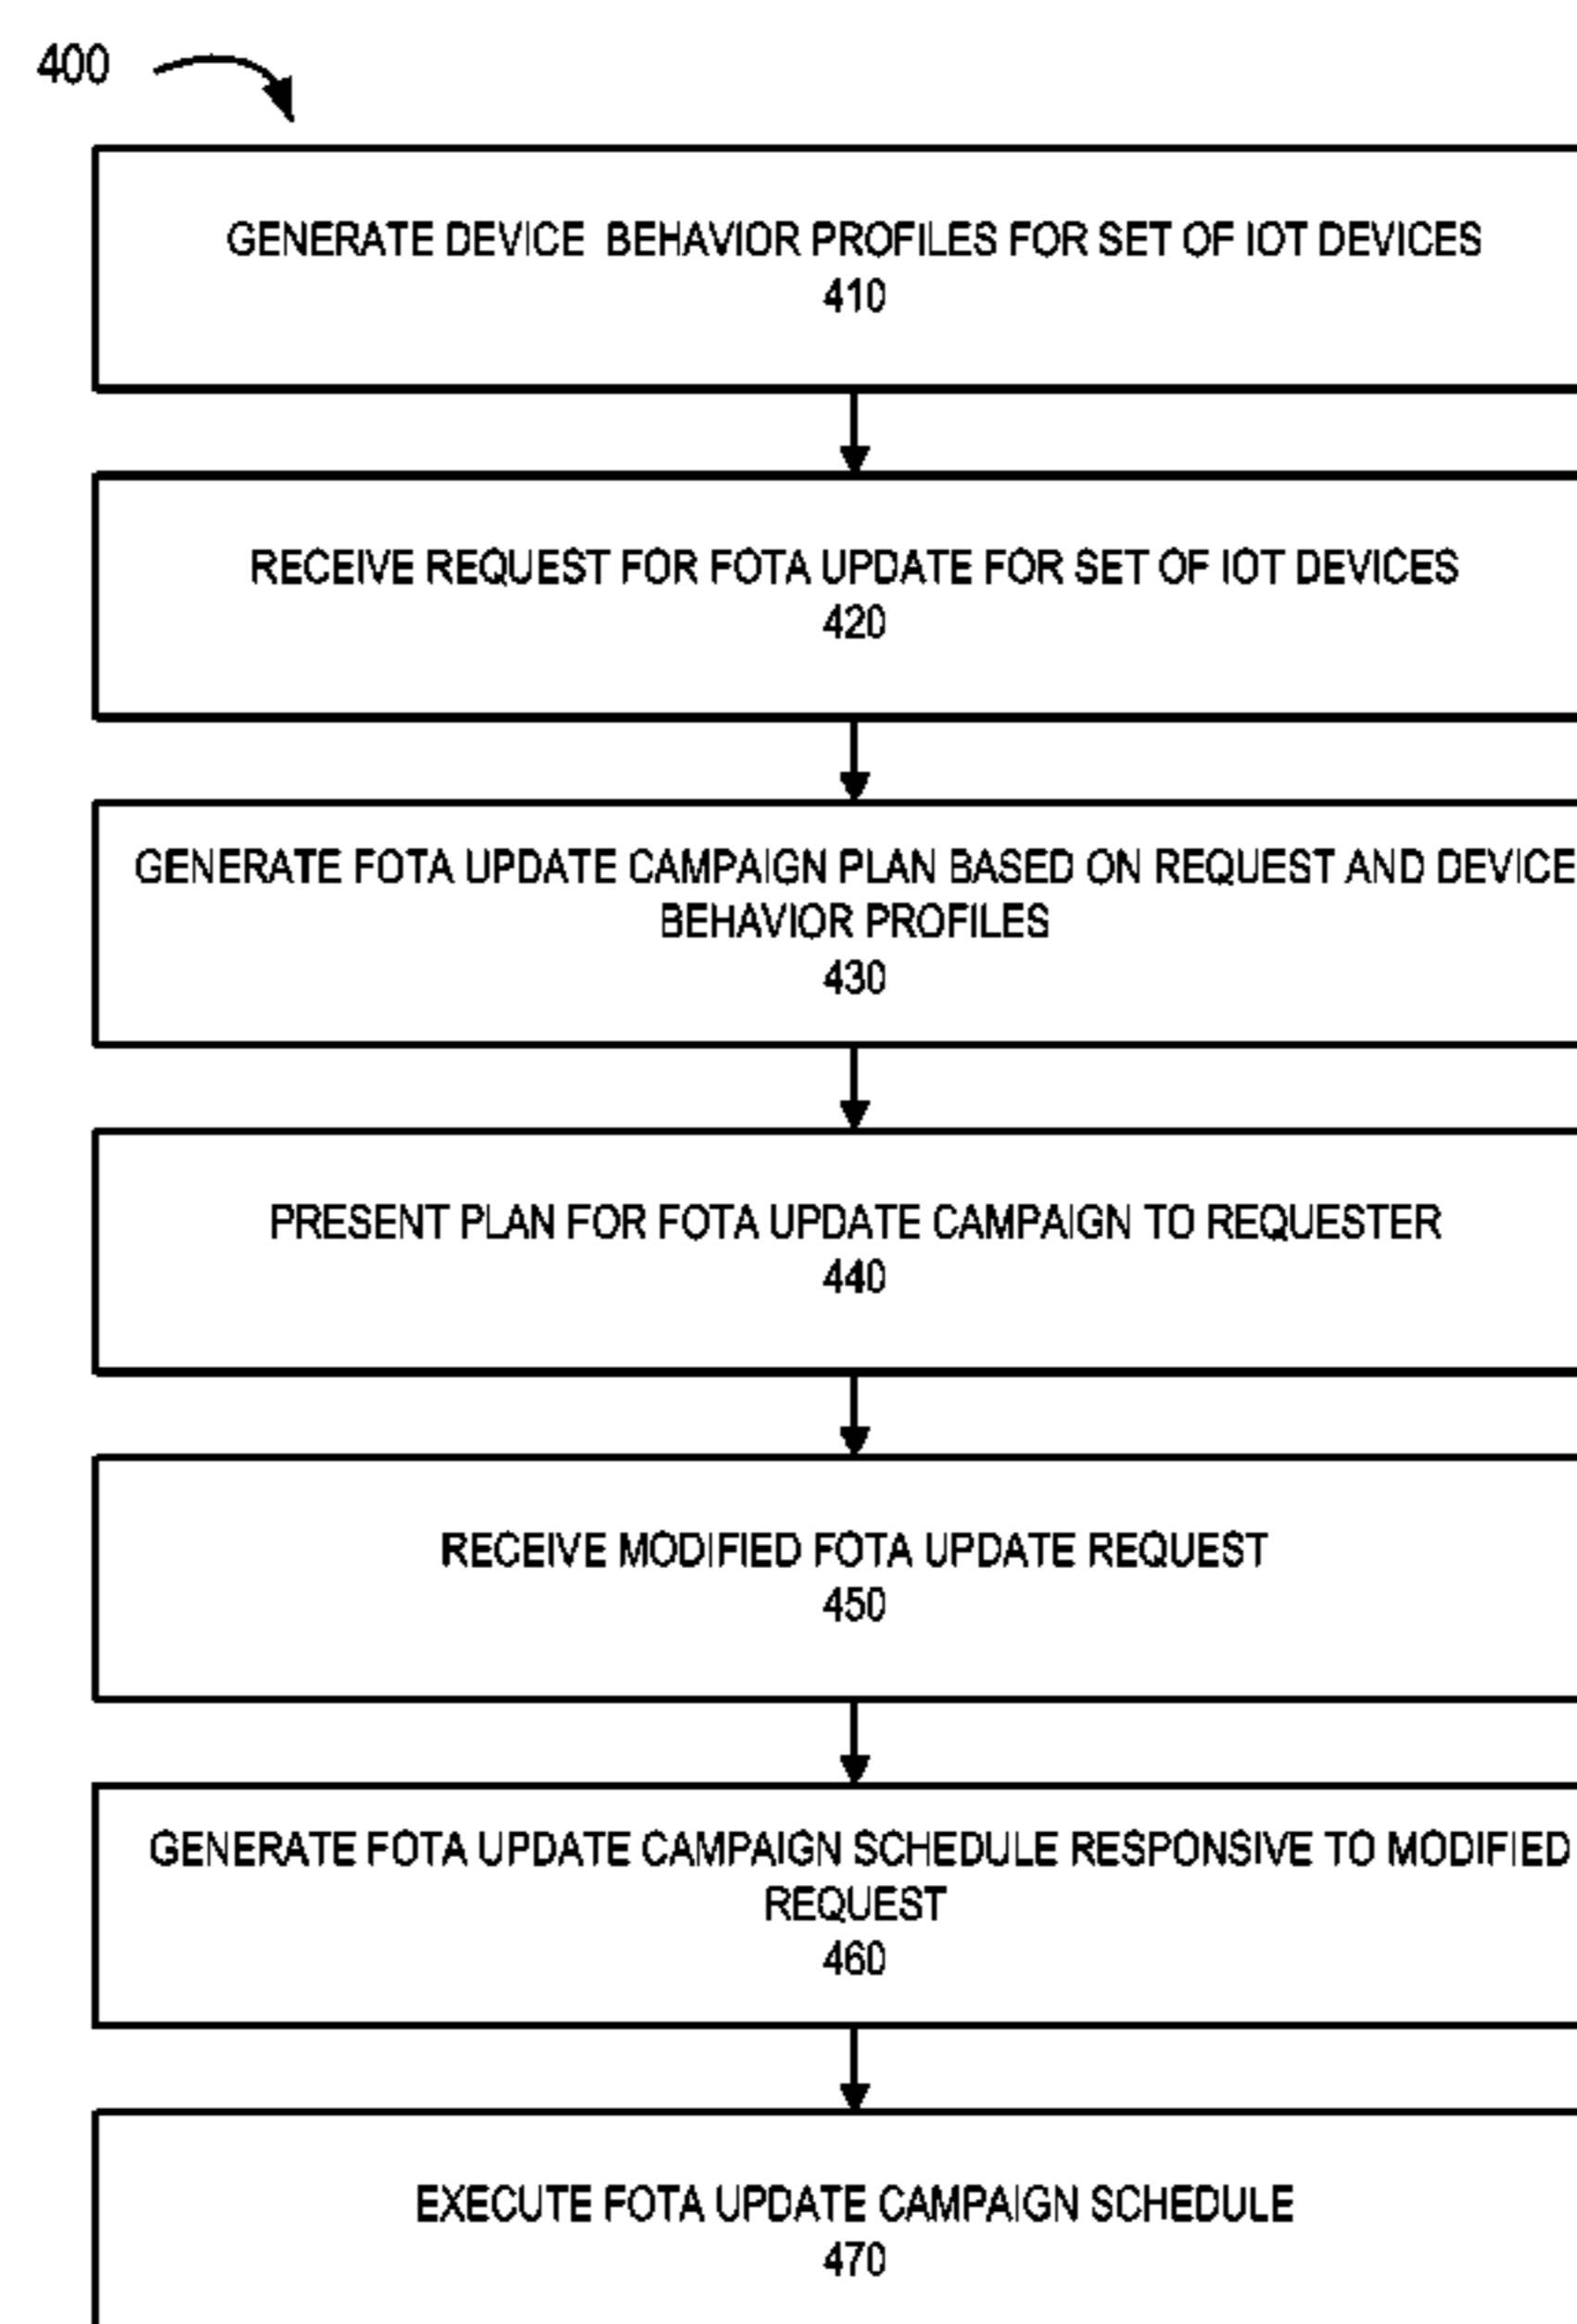 400
GENERATE DEVICE BEHAVIOR PROFILES FOR SET OF IOT DEVICES
410
RECEIVE REQUEST FOR FOTA UPDATE FOR SET OF IOT DEVICES
420
GENERATE FOTA UPDATE CAMPAIGN PLAN BASED ON REQUEST AND DEVICE
BEHAVIOR PROFILES
430
PRESENT PLAN FOR FOTA UPDATE CAMPAIGN TO REQUESTER
440
RECEIVE MODIFIED FOTA UPDATE REQUEST
450
GENERATE FOTA UPDATE CAMPAIGN SCHEDULE RESPONSIVE TO MODIFIED
REQUEST
460
EXECUTE FOTA UPDATE CAMPAIGN SCHEDULE
470